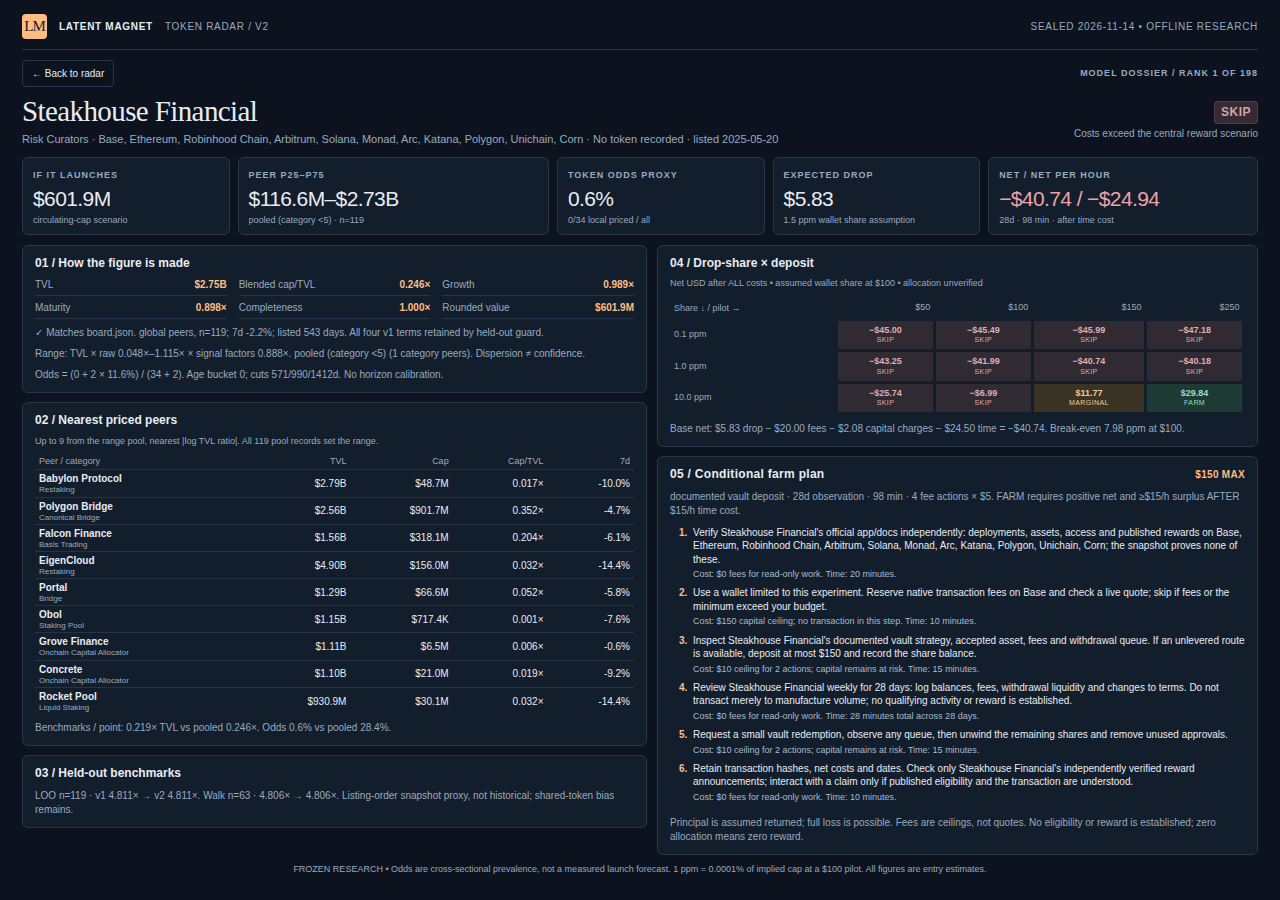 LM LATENT MAGNET TOKEN RADAR / V2
SEALED 2026-11-14 • OFFLINE RESEARCH
← Back to radar
MODEL DOSSIER / RANK 1 OF 198
Steakhouse Financial
SKIP
Risk Curators · Base, Ethereum, Robinhood Chain, Arbitrum, Solana, Monad, Arc, Katana, Polygon, Unichain, Corn · No token recorded · listed 2025-05-20
Costs exceed the central reward scenario
IF IT LAUNCHES
$601.9M
circulating-cap scenario
PEER P25–P75
$116.6M–$2.73B
pooled (category <5) · n=119
TOKEN ODDS PROXY
0.6%
0/34 local priced / all
EXPECTED DROP
$5.83
1.5 ppm wallet share assumption
NET / NET PER HOUR
−$40.74 / −$24.94
28d · 98 min · after time cost
01 / How the figure is made
TVL $2.75B Blended cap/TVL 0.246× Growth 0.989×
Maturity 0.898× Completeness 1.000× Rounded value $601.9M
✓ Matches board.json. global peers, n=119; 7d -2.2%; listed 543 days. All four v1 terms retained by held-out guard.
Range: TVL × raw 0.048×–1.115× × signal factors 0.888×. pooled (category <5) (1 category peers). Dispersion ≠ confidence.
Odds = (0 + 2 × 11.6%) / (34 + 2). Age bucket 0; cuts 571/990/1412d. No horizon calibration.
02 / Nearest priced peers
Up to 9 from the range pool, nearest |log TVL ratio|. All 119 pool records set the range.
Peer / category TVL Cap Cap/TVL 7d
Babylon Protocol
Restaking
$2.79B $48.7M 0.017× -10.0%
Polygon Bridge
Canonical Bridge
$2.56B $901.7M 0.352× -4.7%
Falcon Finance
Basis Trading
$1.56B $318.1M 0.204× -6.1%
EigenCloud
Restaking
$4.90B $156.0M 0.032× -14.4%
Portal
Bridge
$1.29B $66.6M 0.052× -5.8%
Obol
Staking Pool
$1.15B $717.4K 0.001× -7.6%
Grove Finance
Onchain Capital Allocator
$1.11B $6.5M 0.006× -0.6%
Concrete
Onchain Capital Allocator
$1.10B $21.0M 0.019× -9.2%
Rocket Pool
Liquid Staking
$930.9M $30.1M 0.032× -14.4%
Benchmarks / point: 0.219× TVL vs pooled 0.246×. Odds 0.6% vs pooled 28.4%.
03 / Held-out benchmarks
LOO n=119 · v1 4.811× → v2 4.811×. Walk n=63 · 4.806× → 4.806×. Listing-order snapshot proxy, not historical; shared-token bias
remains.
04 / Drop-share × deposit
Net USD after ALL costs • assumed wallet share at $100 • allocation unverified
Share ↓ / pilot → $50 $100 $150 $250
0.1 ppm −$45.00 −$45.49 −$45.99 −$47.18
SKIP SKIP SKIP SKIP
1.0 ppm −$43.25 −$41.99 −$40.74 −$40.18
SKIP SKIP SKIP SKIP
10.0 ppm −$25.74 −$6.99 $11.77 $29.84
SKIP SKIP MARGINAL FARM
Base net: $5.83 drop − $20.00 fees − $2.08 capital charges − $24.50 time = −$40.74. Break-even 7.98 ppm at $100.
05 / Conditional farm plan $150 MAX
documented vault deposit · 28d observation · 98 min · 4 fee actions × $5. FARM requires positive net and ≥$15/h surplus AFTER
$15/h time cost.
1. Verify Steakhouse Financial's official app/docs independently: deployments, assets, access and published rewards on Base,
Ethereum, Robinhood Chain, Arbitrum, Solana, Monad, Arc, Katana, Polygon, Unichain, Corn; the snapshot proves none of
these.
Cost: $0 fees for read-only work. Time: 20 minutes.
2. Use a wallet limited to this experiment. Reserve native transaction fees on Base and check a live quote; skip if fees or the
minimum exceed your budget.
Cost: $150 capital ceiling; no transaction in this step. Time: 10 minutes.
3. Inspect Steakhouse Financial's documented vault strategy, accepted asset, fees and withdrawal queue. If an unlevered route
is available, deposit at most $150 and record the share balance.
Cost: $10 ceiling for 2 actions; capital remains at risk. Time: 15 minutes.
4. Review Steakhouse Financial weekly for 28 days: log balances, fees, withdrawal liquidity and changes to terms. Do not
transact merely to manufacture volume; no qualifying activity or reward is established.
Cost: $0 fees for read-only work. Time: 28 minutes total across 28 days.
5. Request a small vault redemption, observe any queue, then unwind the remaining shares and remove unused approvals.
Cost: $10 ceiling for 2 actions; capital remains at risk. Time: 15 minutes.
6. Retain transaction hashes, net costs and dates. Check only Steakhouse Financial's independently verified reward
announcements; interact with a claim only if published eligibility and the transaction are understood.
Cost: $0 fees for read-only work. Time: 10 minutes.
Principal is assumed returned; full loss is possible. Fees are ceilings, not quotes. No eligibility or reward is established; zero
allocation means zero reward.
FROZEN RESEARCH • Odds are cross-sectional prevalence, not a measured launch forecast. 1 ppm = 0.0001% of implied cap at a $100 pilot. All figures are entry estimates.